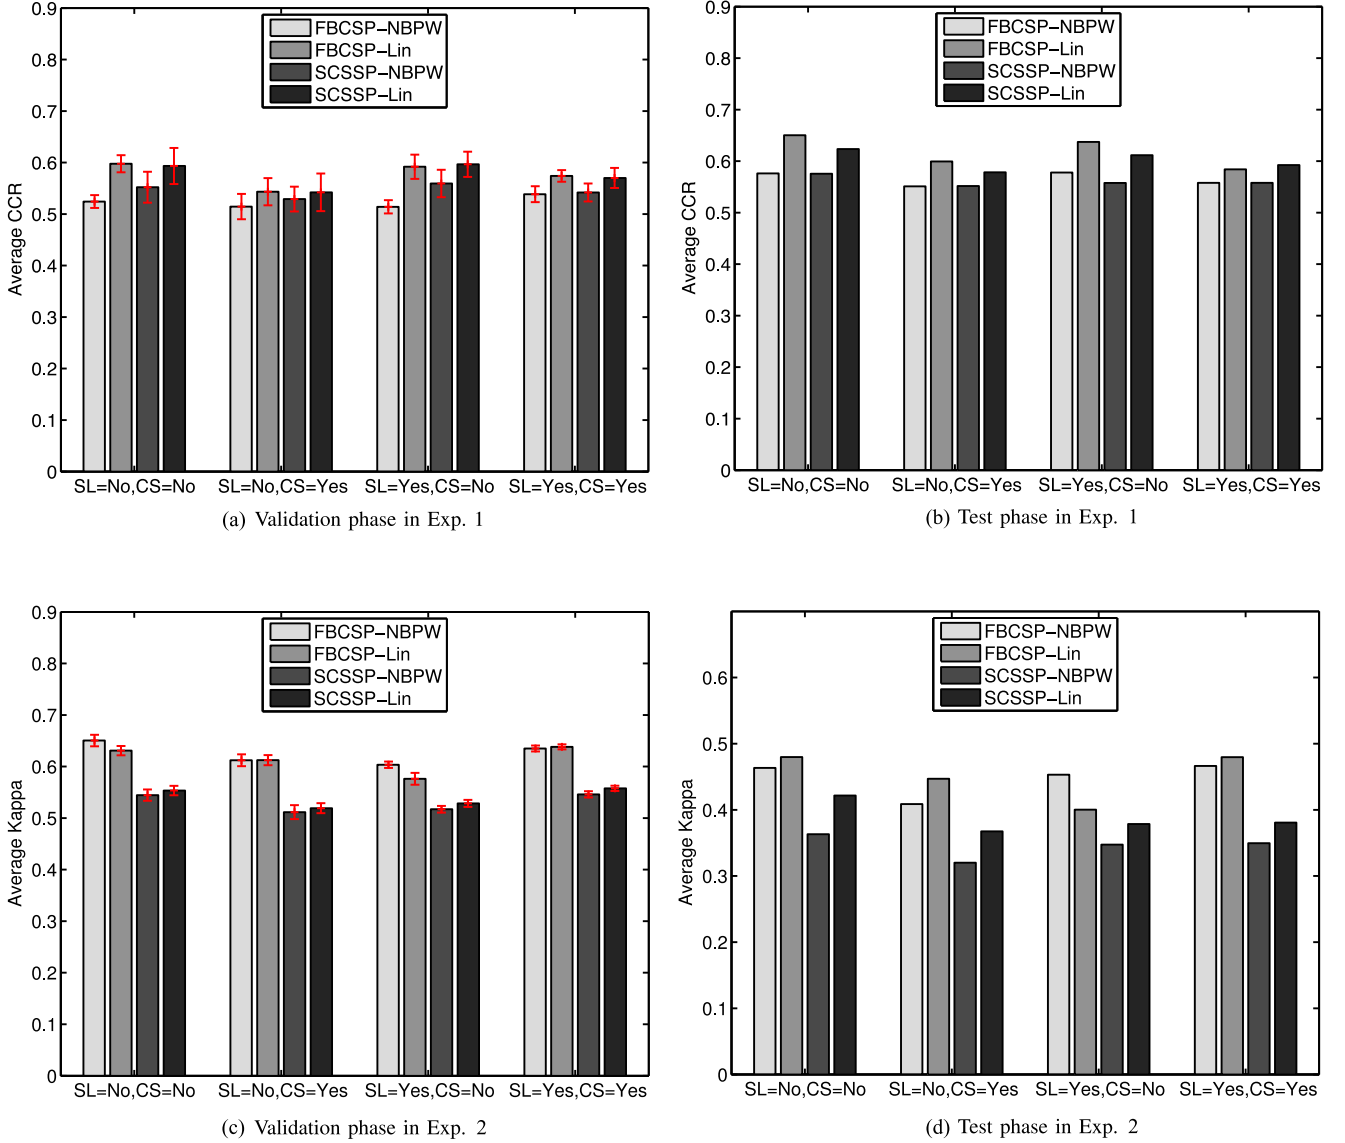 0.9
0.8
0.7
0.6
0.5
0.4
0.3
0.2
0.1
0
Average CCR
FBCSP−NBPW
FBCSP−Lin
SCSSP−NBPW
SCSSP−Lin
SL=No,CS=No SL=No,CS=Yes SL=Yes,CS=No SL=Yes,CS=Yes
(a) Validation phase in Exp. 1
0.9
0.8
0.7
0.6
0.5
0.4
0.3
0.2
0.1
0
Average CCR
FBCSP−NBPW
FBCSP−Lin
SCSSP−NBPW
SCSSP−Lin
SL=No,CS=No SL=No,CS=Yes SL=Yes,CS=No SL=Yes,CS=Yes
(b) Test phase in Exp. 1
0.9
0.8
0.7
0.6
0.5
0.4
0.3
0.2
0.1
0
Average Kappa
FBCSP−NBPW
FBCSP−Lin
SCSSP−NBPW
SCSSP−Lin
SL=No,CS=No SL=No,CS=Yes SL=Yes,CS=No SL=Yes,CS=Yes
(c) Validation phase in Exp. 2
0.6
0.5
0.4
0.3
0.2
0.1
0
Average Kappa
FBCSP−NBPW
FBCSP−Lin
SCSSP−NBPW
SCSSP−Lin
SL=No,CS=No SL=No,CS=Yes SL=Yes,CS=No SL=Yes,CS=Yes
(d) Test phase in Exp. 2